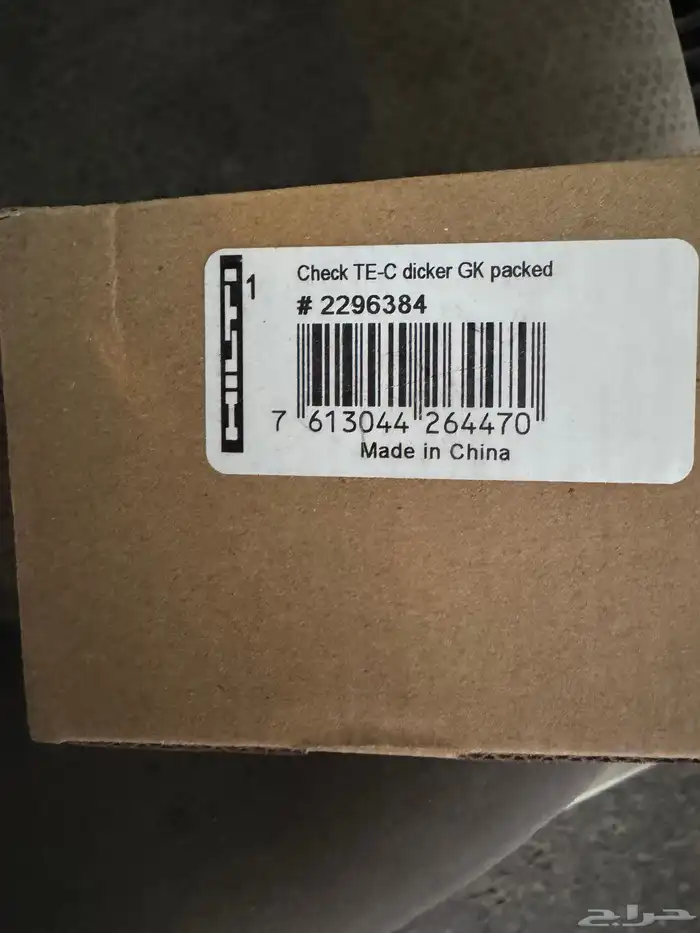 HILTI
1
Check TE-C dicker GK packed
# 2296384
7 613044 264470
Made in China
حراج